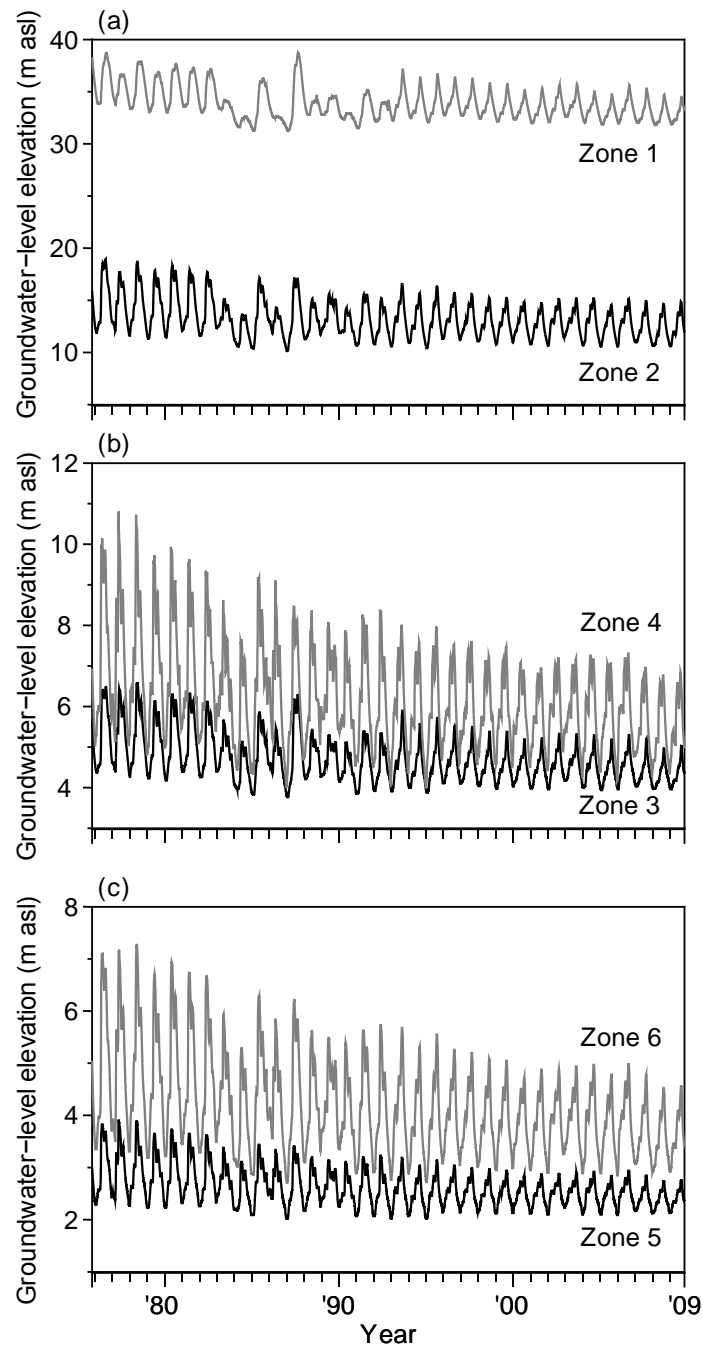 (a)
Groundwater−level elevation (m asl)
40
30
20
10
Zone 1
Zone 2
(b)
Groundwater−level elevation (m asl)
12
10
8
6
4
Zone 4
Zone 3
(c)
Groundwater−level elevation (m asl)
8
6
4
2
Zone 6
Zone 5
'80 '90 '00 '09
Year